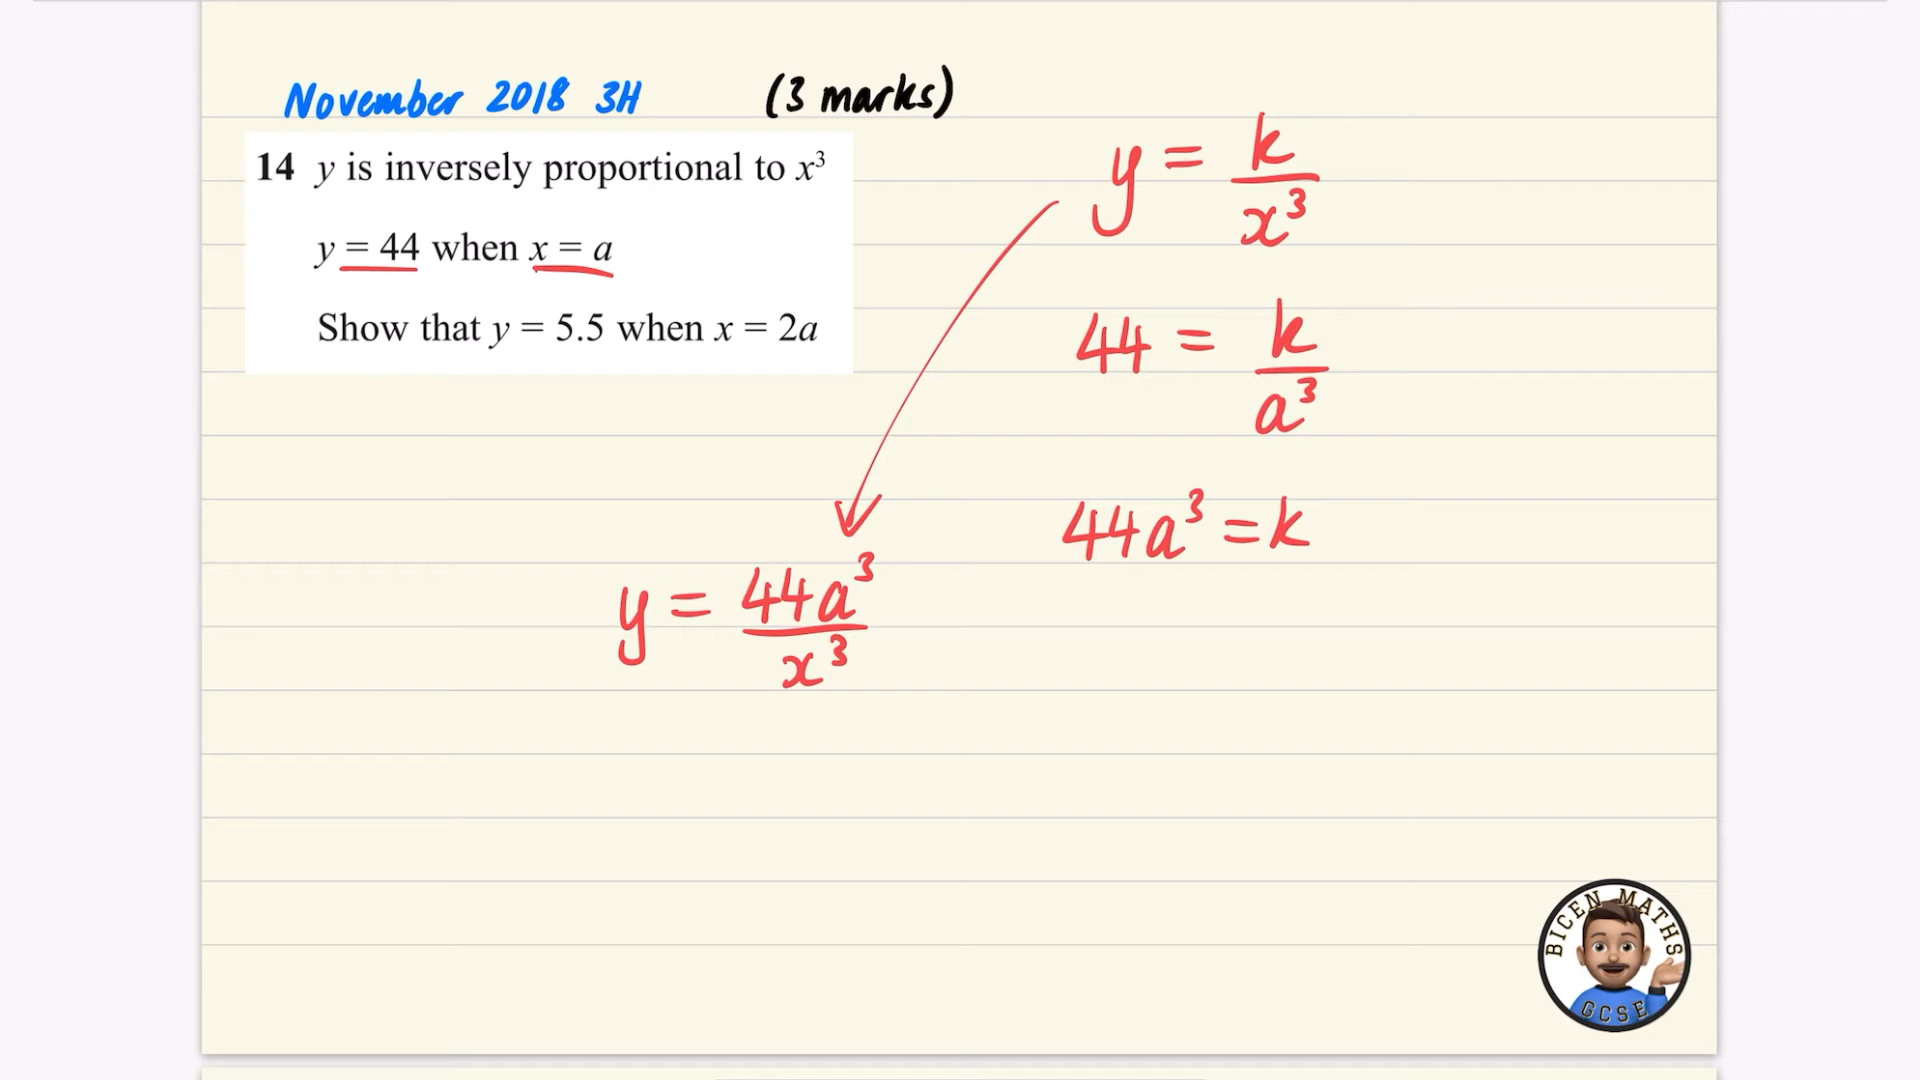 November 2018 3H (3 marks)
14 y is inversely proportional to x³
y = 44 when x = a
Show that y = 5.5 when x = 2a
y = k/x³
44 = k/a³
44a³ = k
y = 44a³/x³
BICEN MATHS
GCSE